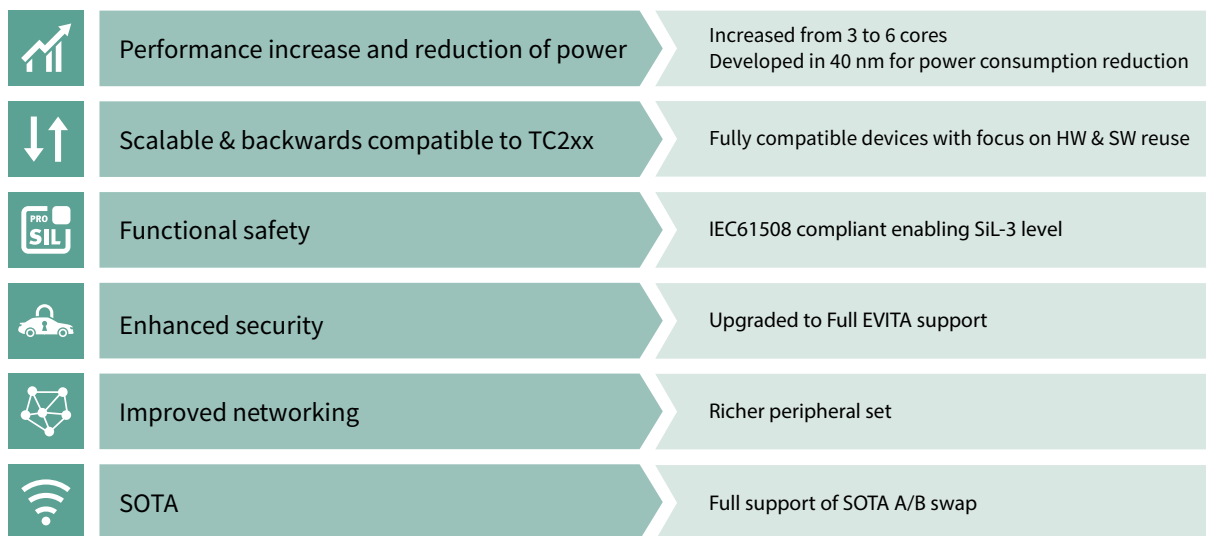 Performance increase and reduction of power
Increased from 3 to 6 cores
Developed in 40 nm for power consumption reduction
Scalable & backwards compatible to TC2xx
Fully compatible devices with focus on HW & SW reuse
PRO
SIL
Functional safety
IEC61508 compliant enabling SiL-3 level
Enhanced security
Upgraded to Full EVITA support
Improved networking
Richer peripheral set
SOTA
Full support of SOTA A/B swap